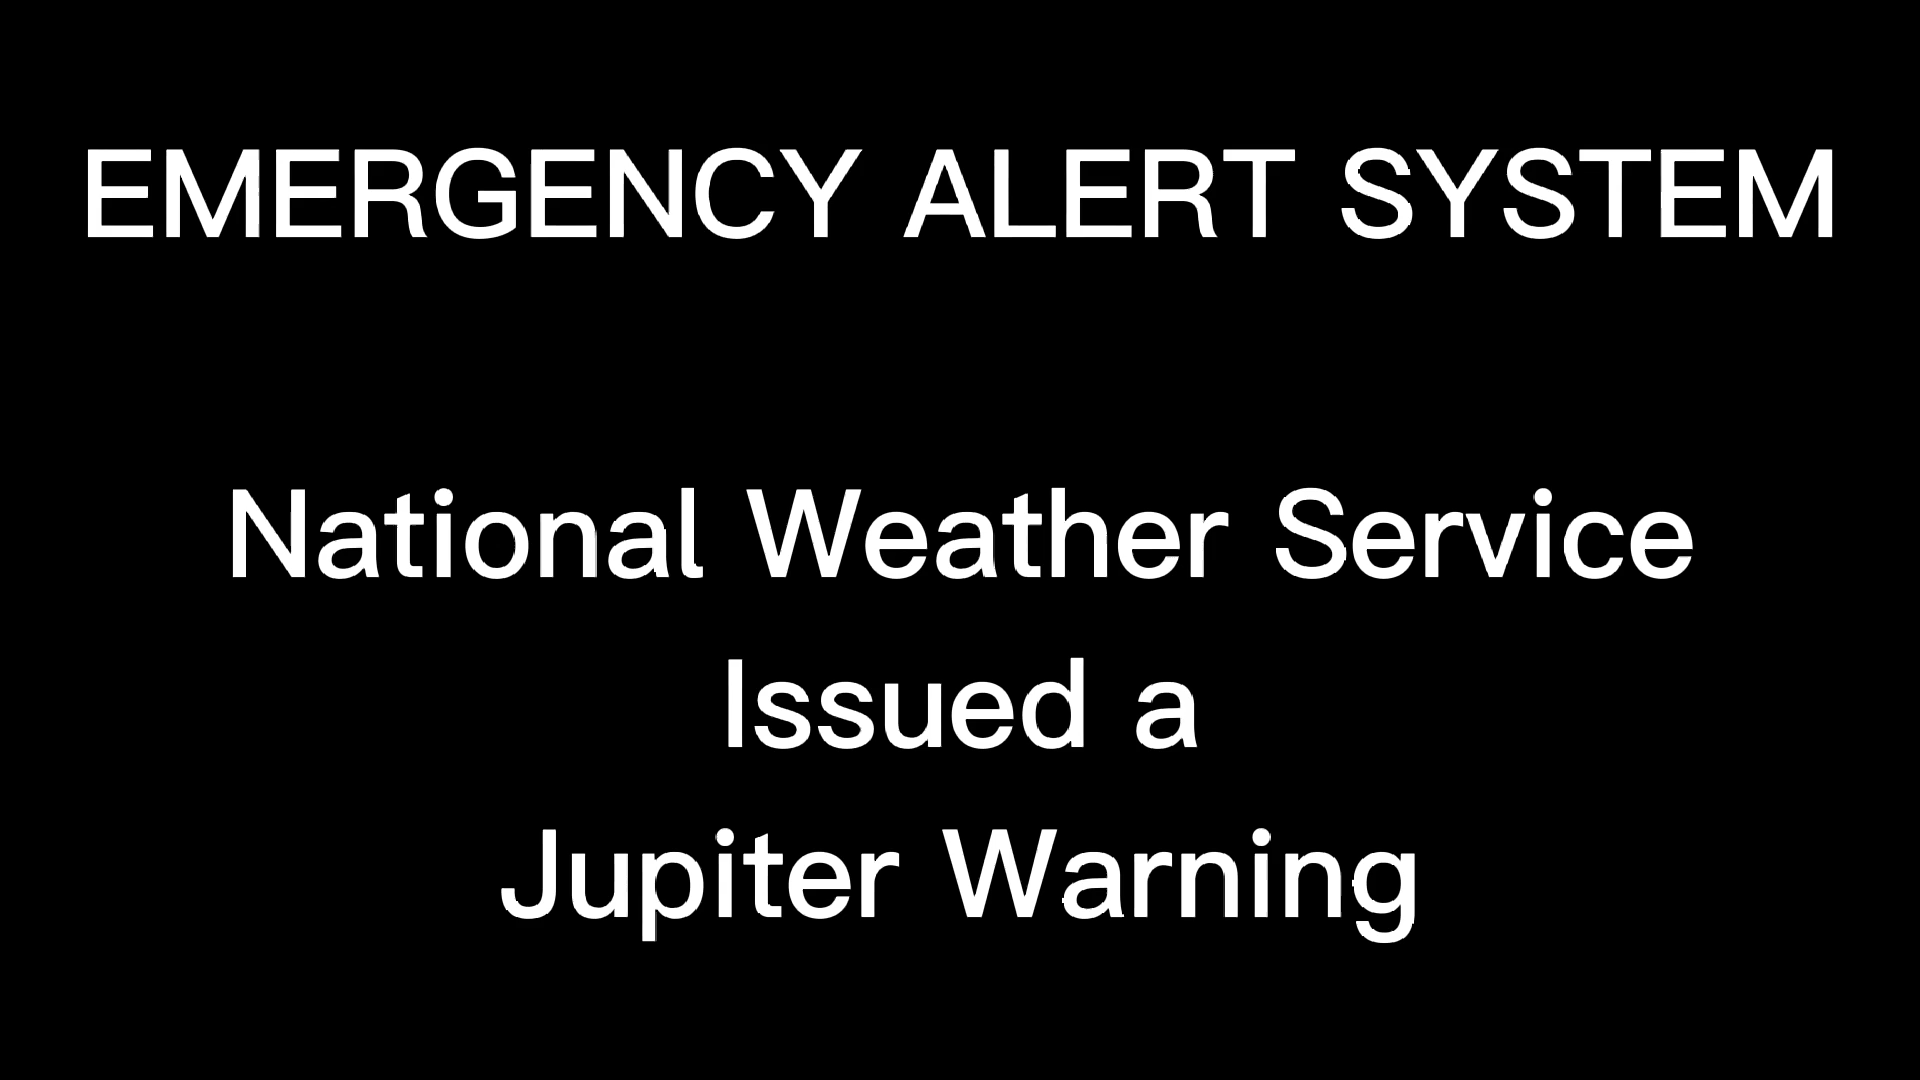 EMERGENCY ALERT SYSTEM
National Weather Service
Issued a
Jupiter Warning